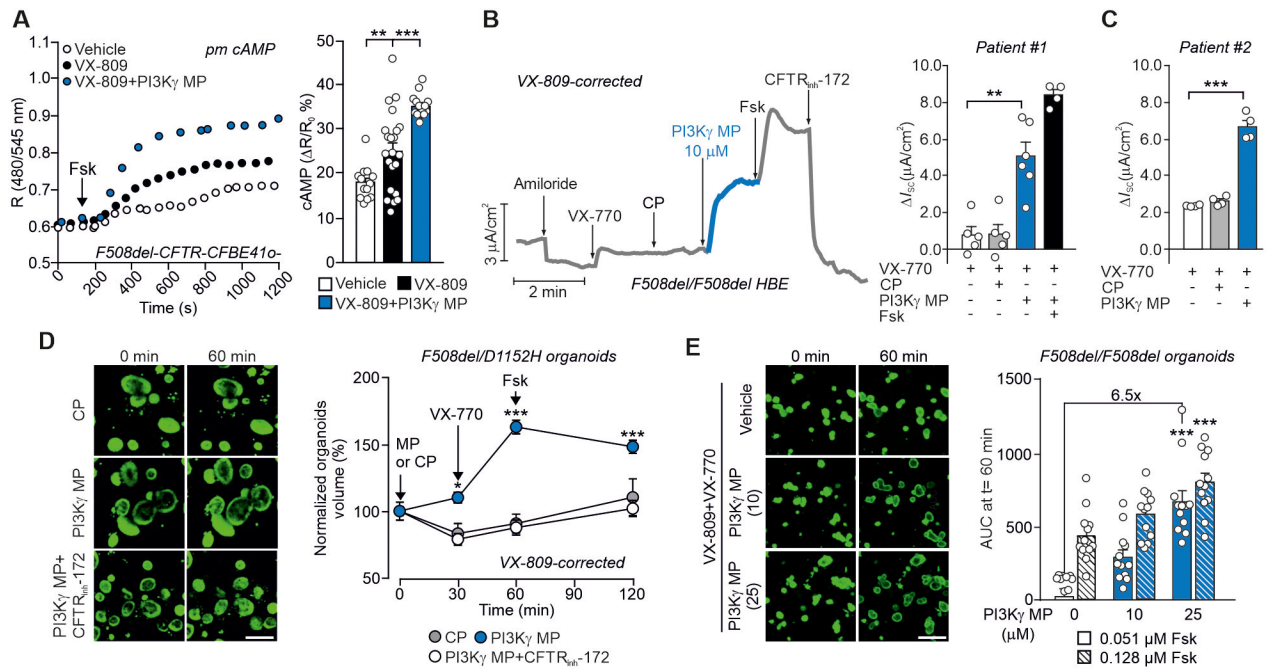 A
1.1
1.0
0.9
0.8
0.7
0.6
0.5
R (480/545 nm)
Vehicle
VX-809
VX-809+PI3Kγ MP
pm cAMP
Fsk
F508del-CFTR-CFBE41o-
0 200 400 600 800 1000 1200
Time (s)
50
40
30
20
10
0
cAMP (ΔR/R₀ %)
** ***
Vehicle VX-809
VX-809+PI3Kγ MP
B
VX-809-corrected
Amiloride
VX-770
CP
PI3Kγ MP
10 µM
Fsk
CFTRinh-172
3 µA/cm²
2 min
F508del/F508del HBE
Patient #1
10.0
8.0
6.0
4.0
2.0
0.0
ΔISC(µA/cm²)
**
VX-770 + + + +
CP - + - -
PI3Kγ MP - - + +
Fsk - - - +
C
Patient #2
10.0
8.0
6.0
4.0
2.0
0.0
ΔISC(µA/cm²)
***
VX-770 + + +
CP - + -
PI3Kγ MP - - +
D
0 min 60 min
CP
PI3Kγ MP
PI3Kγ MP+
CFTRinh-172
F508del/D1152H organoids
200
150
100
50
Normalized organoids
volume (%)
MP
or CP
VX-770
*
Fsk
***
***
VX-809-corrected
0 30 60 90 120
Time (min)
CP PI3Kγ MP
PI3Kγ MP+CFTRinh-172
E
0 min 60 min
VX-809+VX-770
Vehicle
PI3Kγ MP
(10)
PI3Kγ MP
(25)
F508del/F508del organoids
1500
1000
500
0
AUC at t= 60 min
6.5x
*** ***
PI3Kγ MP 0 10 25
(µM)
0.051 µM Fsk
0.128 µM Fsk